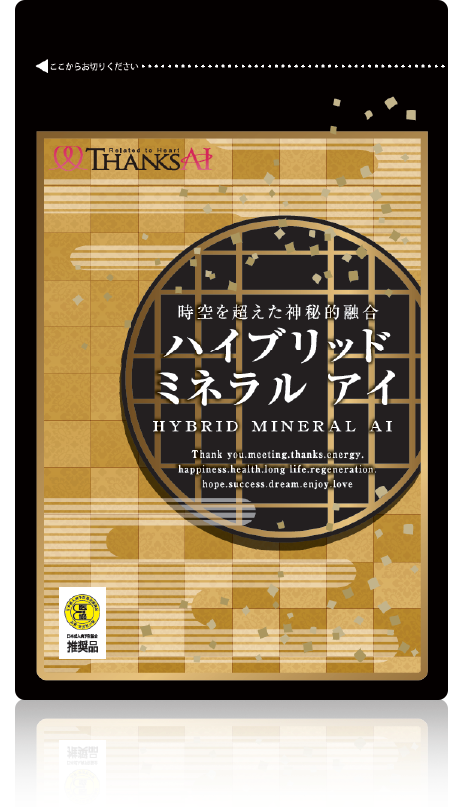 ここからお切りください
Related to Heart
THANKS AI
時空を超えた神秘的融合
ハイブリッド
ミネラル アイ
HYBRID MINERAL AI
Thank you.meeting.thanks.energy.
happiness.health.long life.regeneration.
hope.success.dream.enjoy.love
推奨品